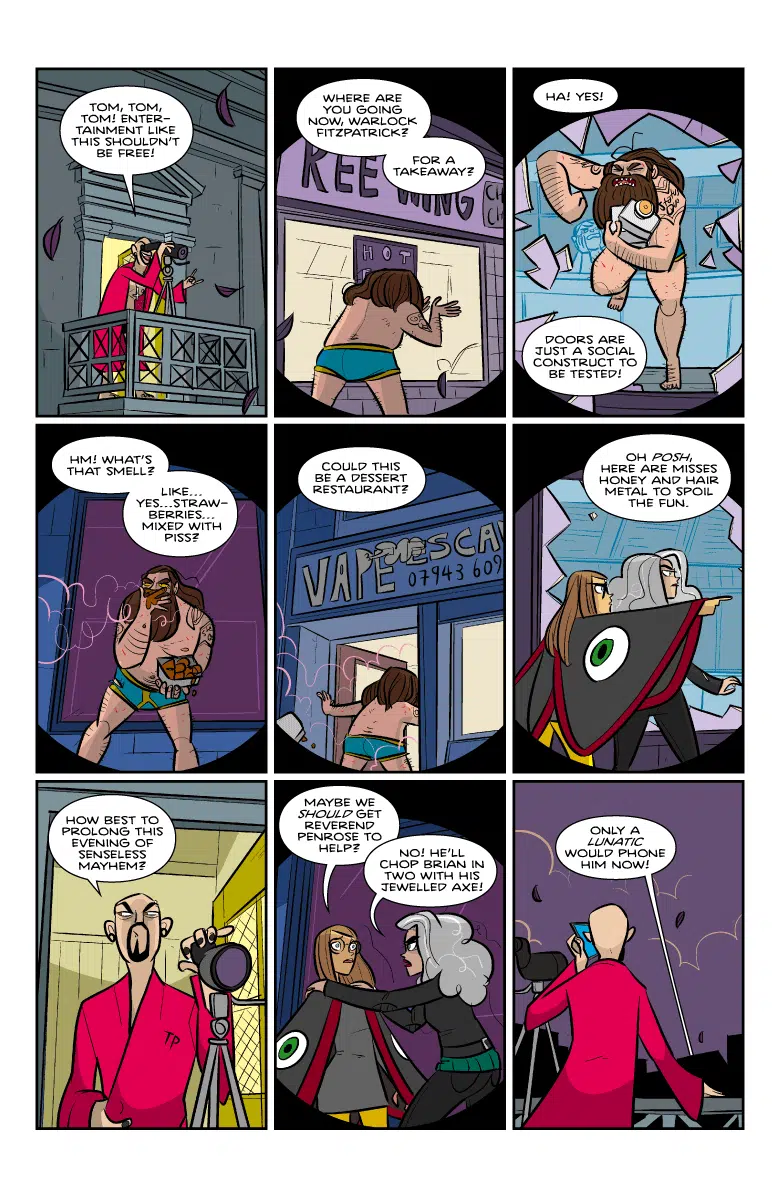 TOM, TOM,
TOM! ENTER-
TAINMENT LIKE
THIS SHOULDN'T
BE FREE!
WHERE ARE
YOU GOING
NOW, WARLOCK
FITZPATRICK?
FOR A
TAKEAWAY?
KEE WING
CH
CH
HOT
HA! YES!
DOORS ARE
JUST A SOCIAL
CONSTRUCT TO
BE TESTED!
HM! WHAT'S
THAT SMELL?
LIKE...
YES...STRAW-
BERRIES...
MIXED WITH
PISS?
COULD THIS
BE A DESSERT
RESTAURANT?
VAPE ESCA
07943 609
OH POSH,
HERE ARE MISSES
HONEY AND HAIR
METAL TO SPOIL
THE FUN.
HOW BEST TO
PROLONG THIS
EVENING OF
SENSELESS
MAYHEM?
TP
MAYBE WE
SHOULD GET
REVEREND
PENROSE TO
HELP?
NO! HE'LL
CHOP BRIAN IN
TWO WITH HIS
JEWELLED AXE!
ONLY A
LUNATIC
WOULD PHONE
HIM NOW!